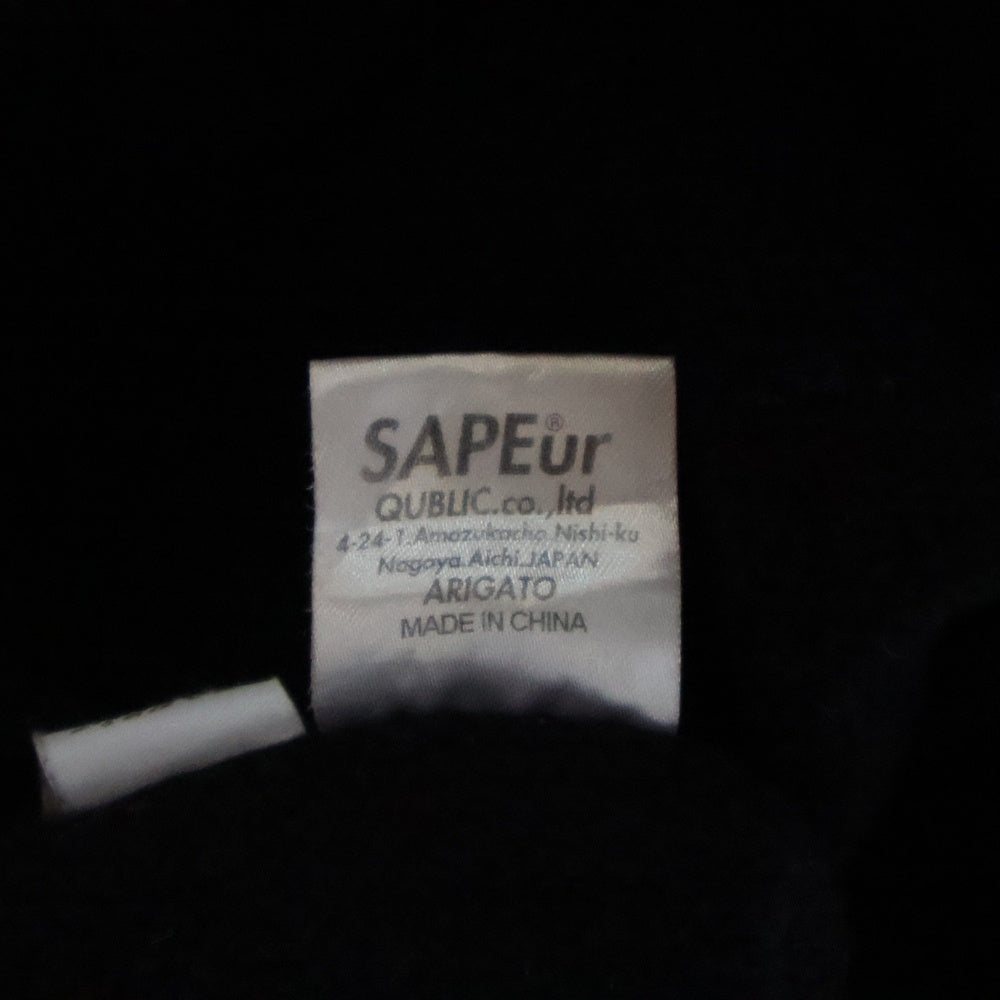 SAPEur®
QUBLIC.co.,ltd
4-24-1.Amazukacho.Nishi-ku
Nagoya.Aichi.JAPAN
ARIGATO
MADE IN CHINA